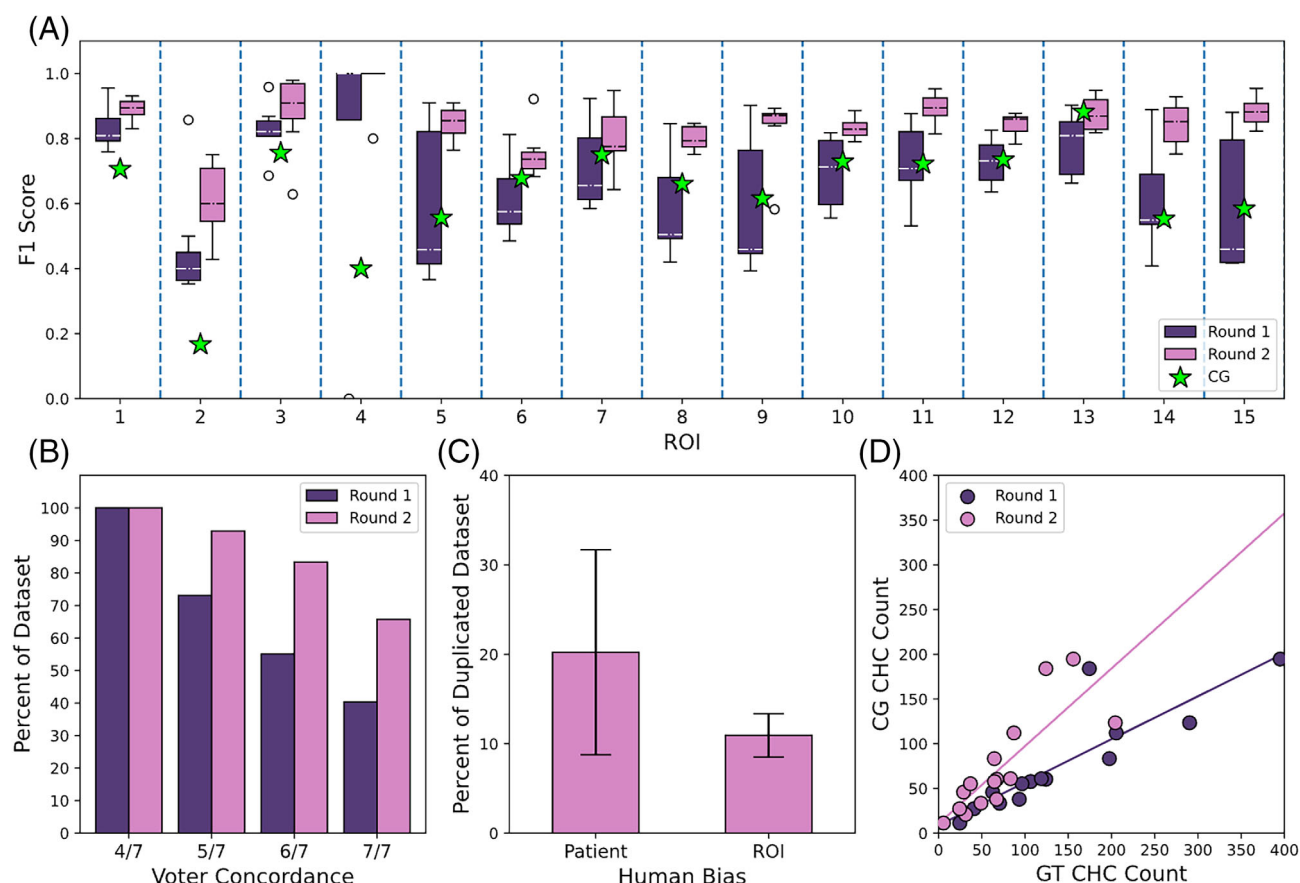 (A)
F1 Score
1.0
0.8
0.6
0.4
0.2
0.0
Round 1
Round 2
CG
1 2 3 4 5 6 7 8 9 10 11 12 13 14 15
ROI
(B)
Percent of Dataset
100
90
80
70
60
50
40
30
20
10
0
Round 1
Round 2
4/7 5/7 6/7 7/7
Voter Concordance
(C)
Percent of Duplicated Dataset
40
30
20
10
0
Patient ROI
Human Bias
(D)
CG CHC Count
400
350
300
250
200
150
100
50
0
Round 1
Round 2
0 50 100 150 200 250 300 350 400
GT CHC Count